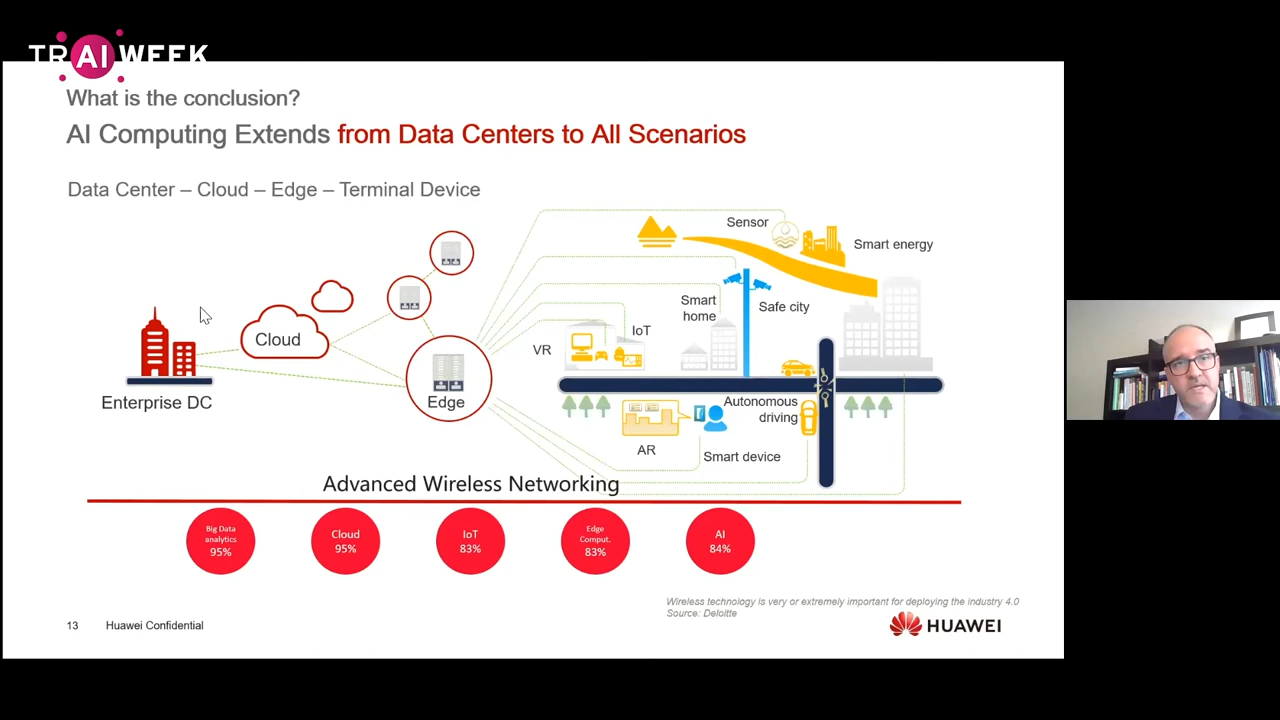 TRAI WEEK
What is the conclusion?
AI Computing Extends from Data Centers to All Scenarios
Data Center – Cloud – Edge – Terminal Device
Sensor
Smart energy
Smart
home
Safe city
Cloud
IoT
VR
Enterprise DC
Edge
Autonomous
driving
AR
Smart device
Advanced Wireless Networking
Big Data
analytics
95%
Cloud
95%
IoT
83%
Edge
Comput.
83%
AI
84%
Wireless technology is very or extremely important for deploying the industry 4.0
Source: Deloitte
13
Huawei Confidential
HUAWEI